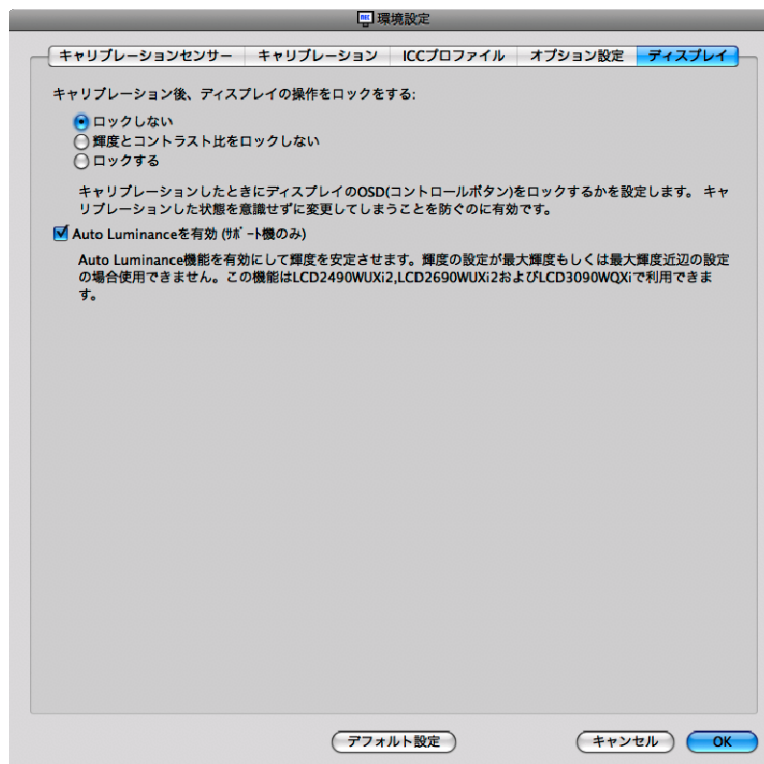 環境設定
キャリブレーションセンサー キャリブレーション ICCプロファイル オプション設定 ディスプレイ
キャリブレーション後、ディスプレイの操作をロックをする:
ロックしない
輝度とコントラスト比をロックしない
ロックする
キャリブレーションしたときにディスプレイのOSD(コントロールボタン)をロックするかを設定します。 キャ
リブレーションした状態を意識せずに変更してしまうことを防ぐのに有効です。
Auto Luminanceを有効 (ｻﾎﾟｰﾄ機のみ)
Auto Luminance機能を有効にして輝度を安定させます。輝度の設定が最大輝度もしくは最大輝度近辺の設定
の場合使用できません。この機能はLCD2490WUXi2,LCD2690WUXi2およびLCD3090WQXiで利用できま
す。
デフォルト設定 キャンセル OK